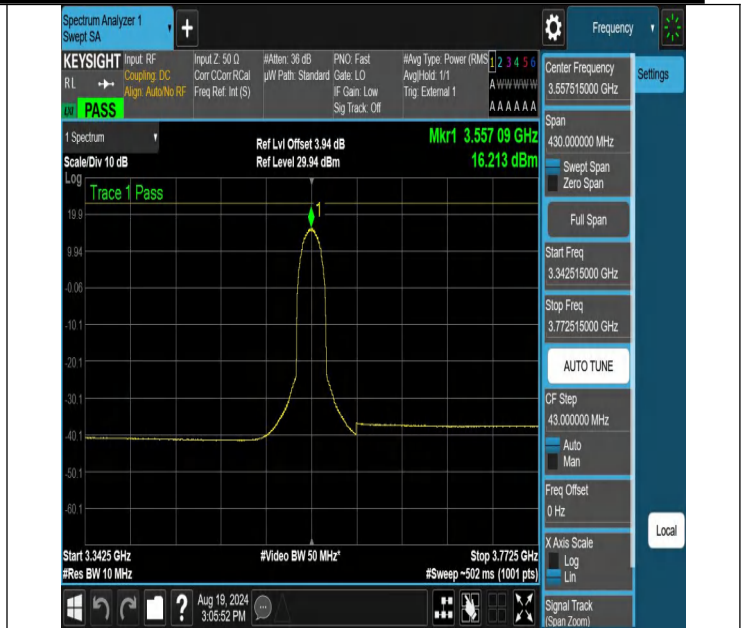 Spectrum Analyzer 1
Swept SA
Frequency
KEYSIGHT
RL
PASS
Input: RF
Coupling: DC
Align: Auto/No RF
Input Z: 50 Ω
Corr CCorr RCal
Freq Ref: Int (S)
#Atten: 36 dB
µW Path: Standard
PNO: Fast
Gate: LO
IF Gain: Low
Sig Track: Off
#Avg Type: Power (RMS
Avg|Hold: 1/1
Trig: External 1
1 2 3 4 5 6
A W W W W W
A A A A A A
1 Spectrum
Scale/Div 10 dB
Ref Lvl Offset 3.94 dB
Ref Level 29.94 dBm
Mkr1 3.557 09 GHz
16.213 dBm
Log
Trace 1 Pass
1
19.9
9.94
-0.06
-10.1
-20.1
-30.1
-40.1
-50.1
-60.1
Start 3.3425 GHz
#Res BW 10 MHz
#Video BW 50 MHz*
Stop 3.7725 GHz
#Sweep ~502 ms (1001 pts)
Center Frequency
3.557515000 GHz
Settings
Span
430.000000 MHz
Swept Span
Zero Span
Full Span
Start Freq
3.342515000 GHz
Stop Freq
3.772515000 GHz
AUTO TUNE
CF Step
43.000000 MHz
Auto
Man
Freq Offset
0 Hz
X Axis Scale
Log
Lin
Local
Signal Track
(Span Zoom)
?
Aug 19, 2024
3:05:52 PM